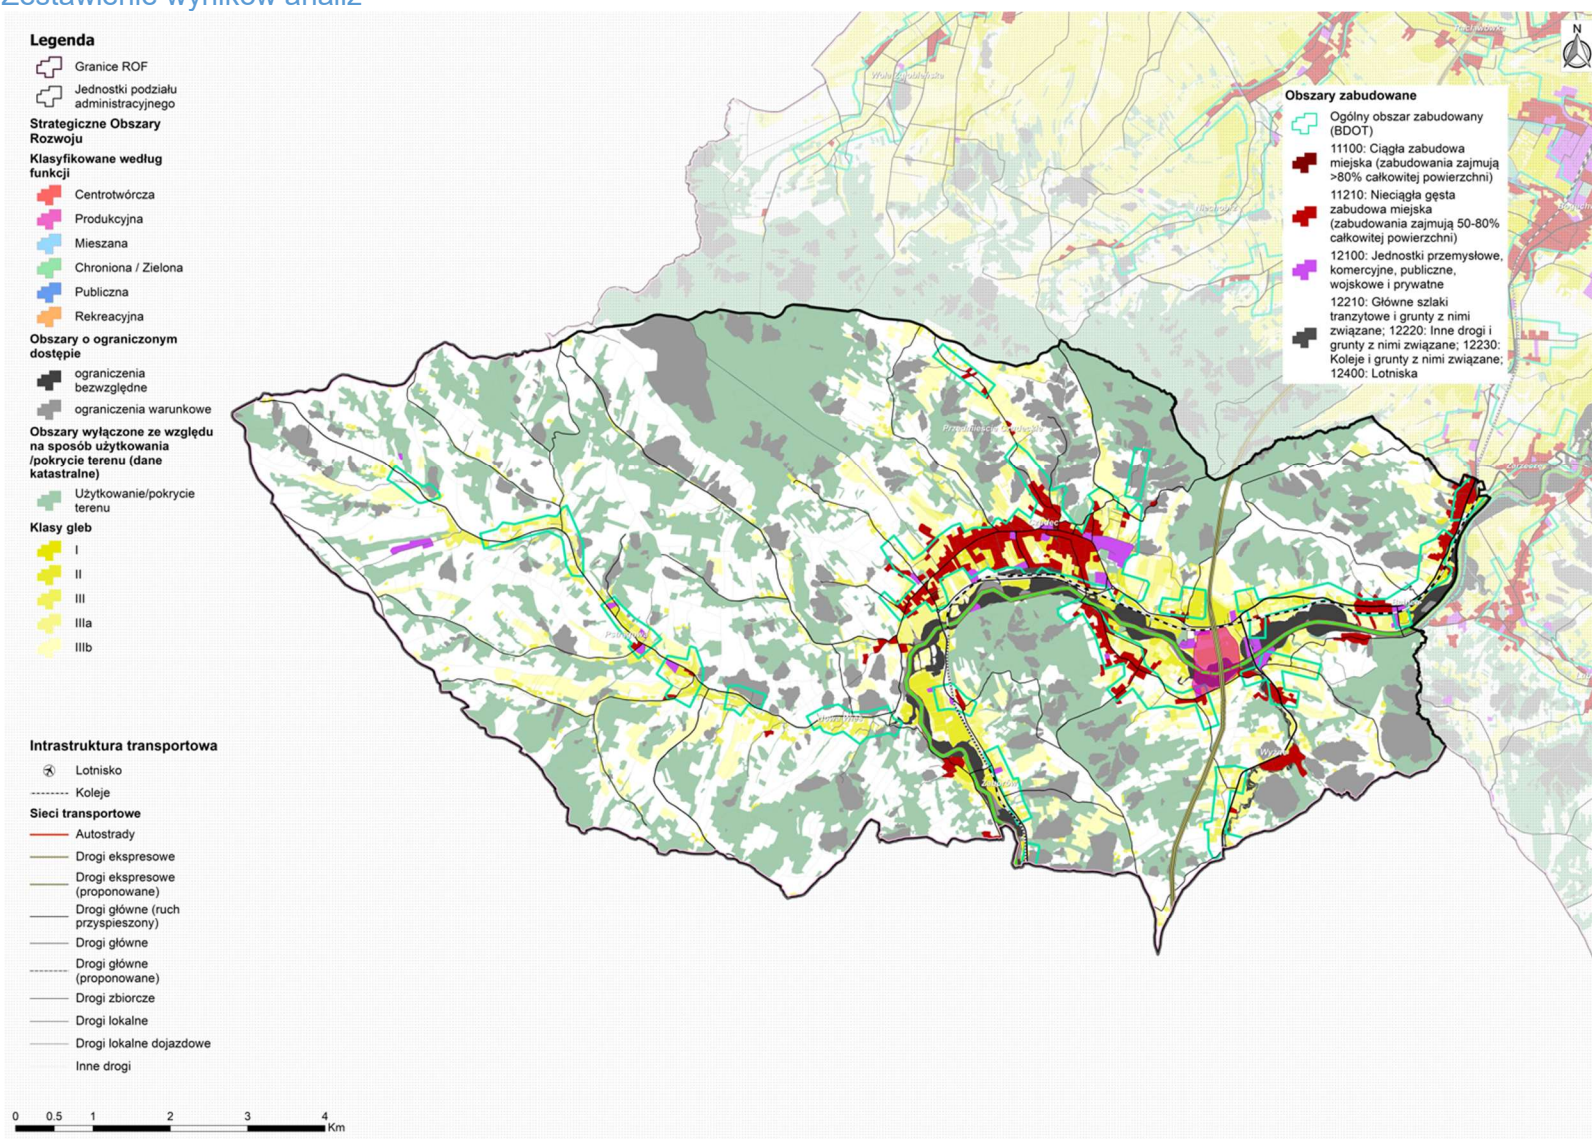 Zestawienie wyników analiz
Legenda
Granice ROF
Jednostki podziału
administracyjnego
Strategiczne Obszary
Rozwoju
Klasyfikowane według
funkcji
Centrotwórcza
Produkcyjna
Mieszana
Chroniona / Zielona
Publiczna
Rekreacyjna
Obszary o ograniczonym
dostępie
ograniczenia
bezwzględne
ograniczenia warunkowe
Obszary wyłączone ze względu
na sposób użytkowania
/pokrycie terenu (dane
katastralne)
Użytkowanie/pokrycie
terenu
Klasy gleb
I
II
III
IIIa
IIIb
Intrastruktura transportowa
Lotnisko
Koleje
Sieci transportowe
Autostrady
Drogi ekspresowe
Drogi ekspresowe
(proponowane)
Drogi główne (ruch
przyspieszony)
Drogi główne
Drogi główne
(proponowane)
Drogi zbiorcze
Drogi lokalne
Drogi lokalne dojazdowe
Inne drogi
0 0.5 1 2 3 4
Km
N
Obszary zabudowane
Ogólny obszar zabudowany
(BDOT)
11100: Ciągła zabudowa
miejska (zabudowania zajmują
>80% całkowitej powierzchni)
11210: Nieciągła gęsta
zabudowa miejska
(zabudowania zajmują 50-80%
całkowitej powierzchni)
12100: Jednostki przemysłowe,
komercyjne, publiczne,
wojskowe i prywatne
12210: Główne szlaki
tranzytowe i grunty z nimi
związane; 12220: Inne drogi i
grunty z nimi związane; 12230:
Koleje i grunty z nimi związane;
12400: Lotniska
Przedmieście Czudeckie